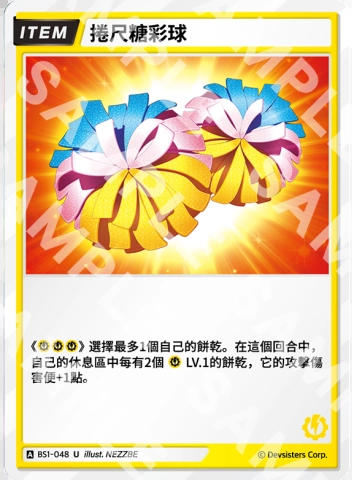 ITEM 捲尺糖彩球
《》選擇最多1個自己的餅乾。在這個回合中，
自己的休息區中每有2個 LV.1的餅乾，它的攻擊傷
害便+1點。
A BS1-048 U illust. NEZZBE © Devsisters Corp.
SAMPLE